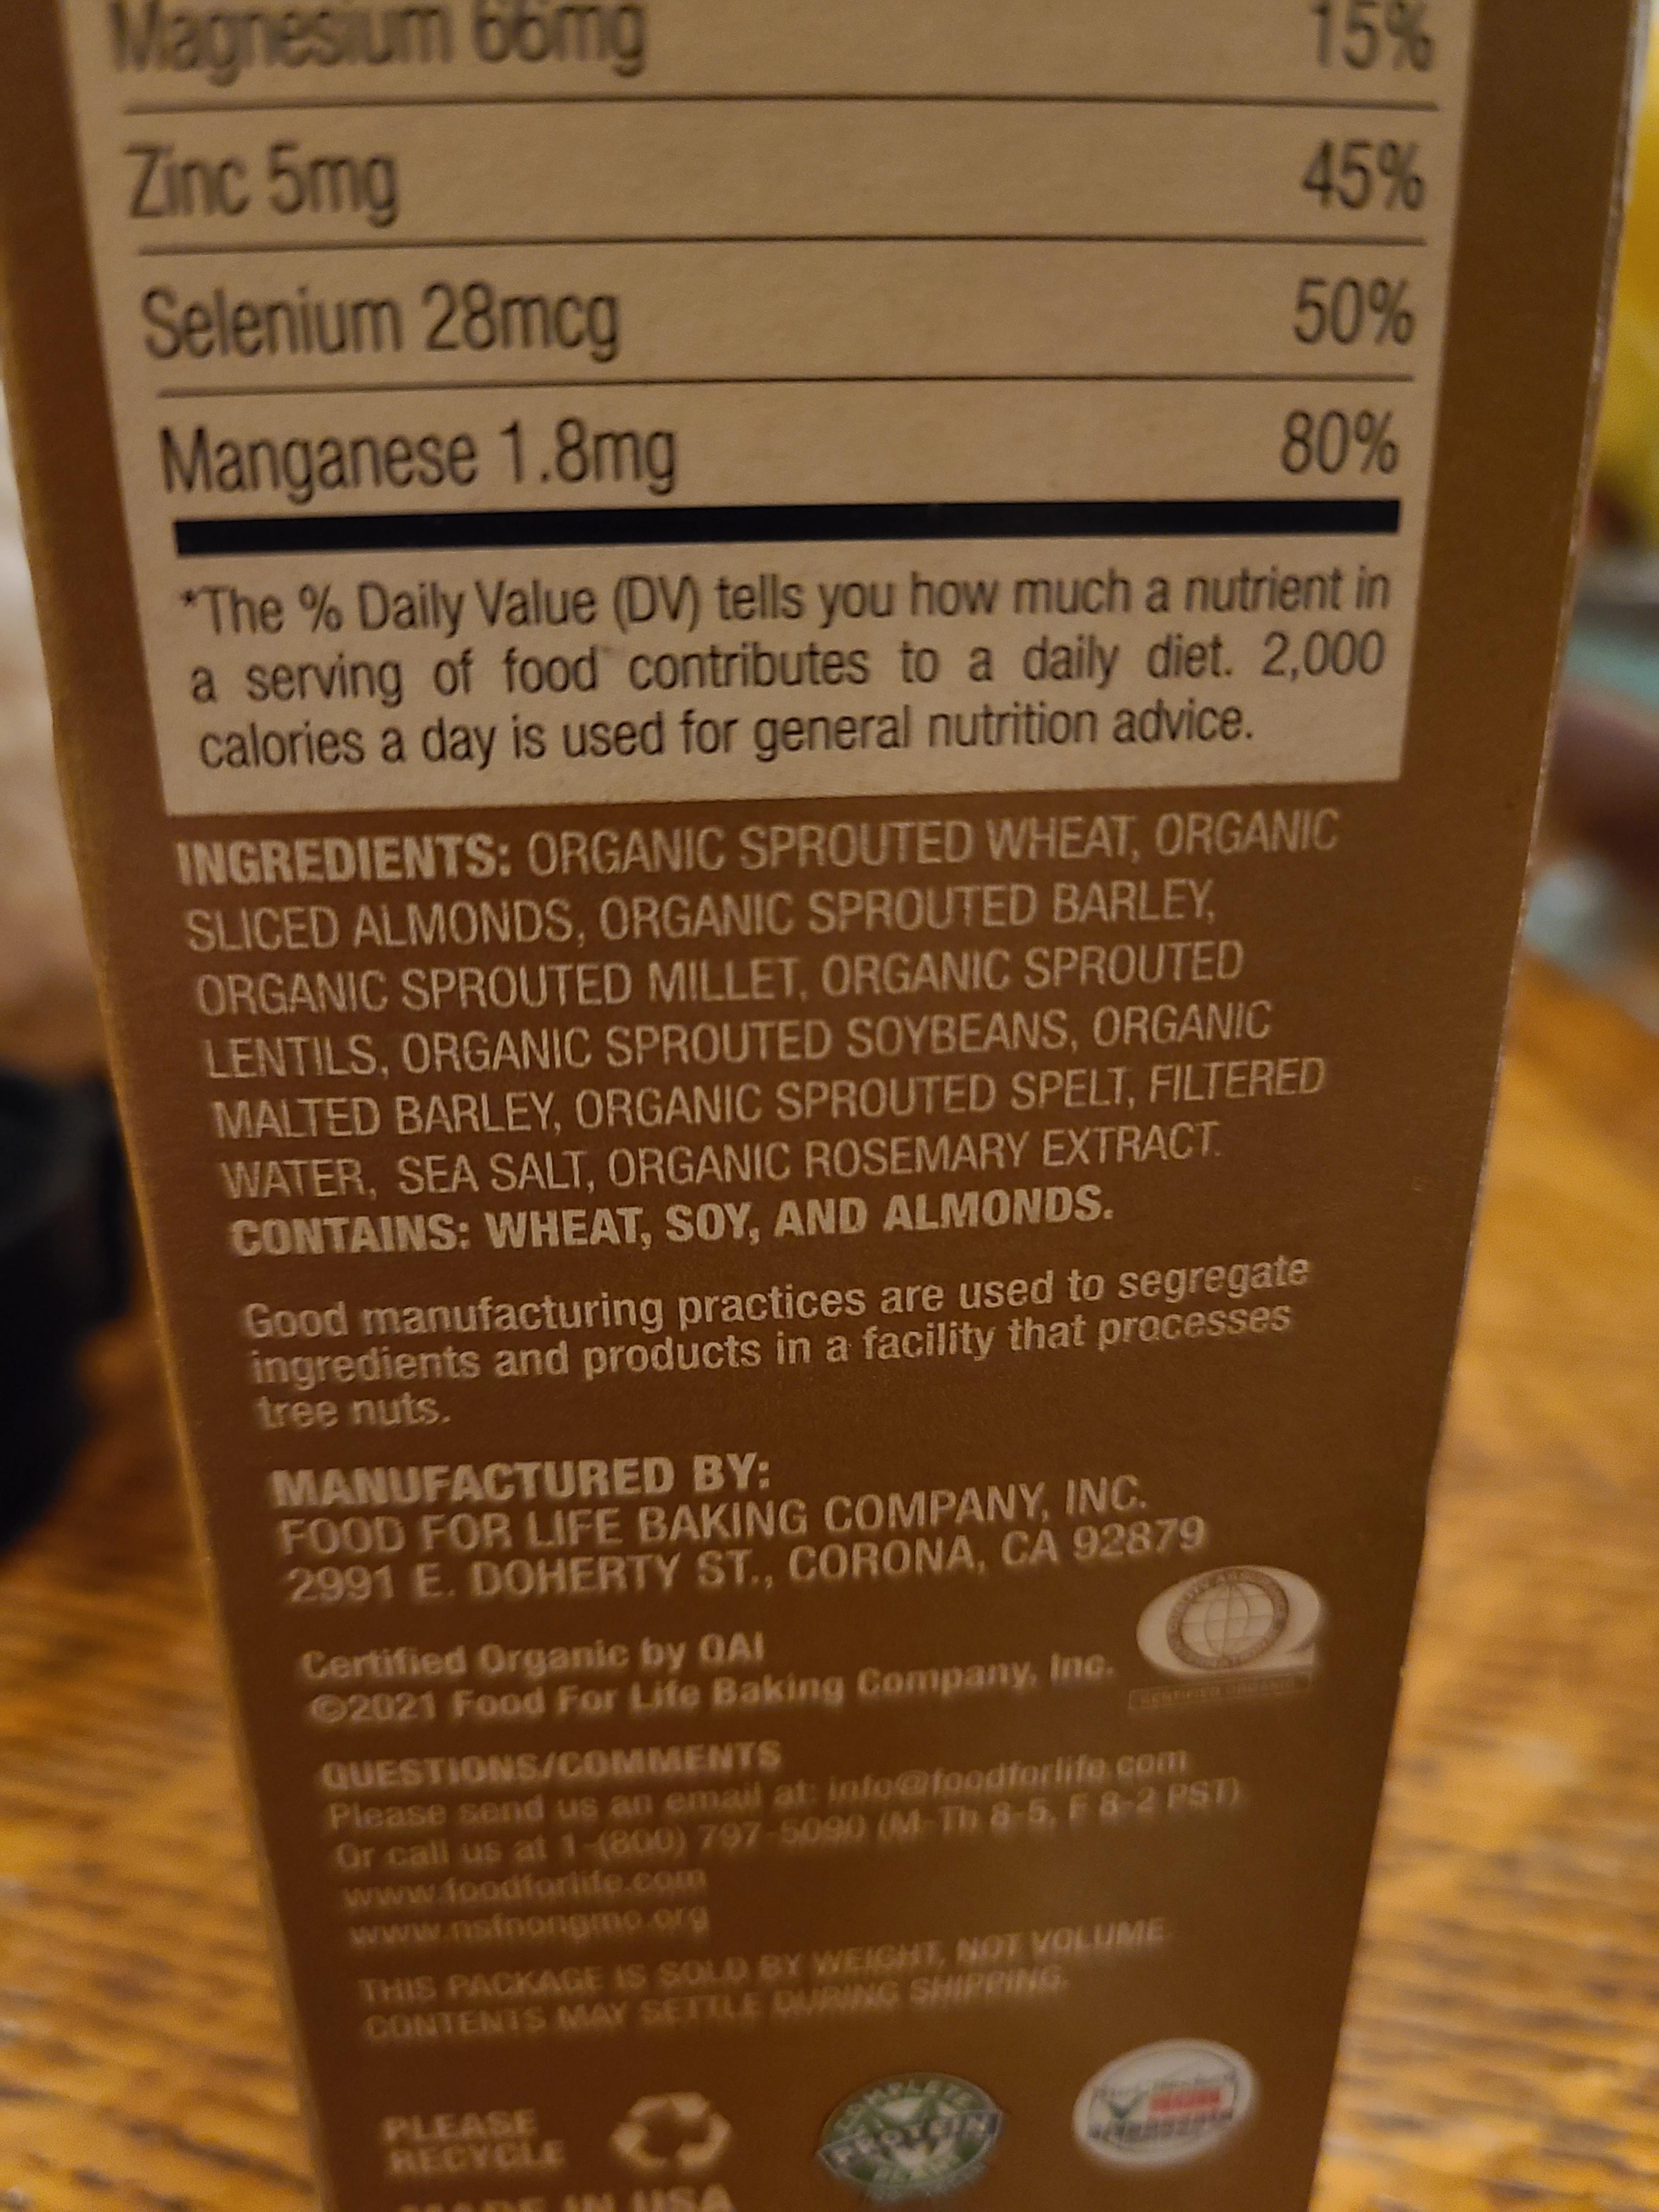 Magnesium 66mg 15%
Zinc 5mg 45%
Selenium 28mcg 50%
Manganese 1.8mg 80%
*The % Daily Value (DV) tells you how much a nutrient in
a serving of food contributes to a daily diet. 2,000
calories a day is used for general nutrition advice.
INGREDIENTS: ORGANIC SPROUTED WHEAT, ORGANIC
SLICED ALMONDS, ORGANIC SPROUTED BARLEY,
ORGANIC SPROUTED MILLET, ORGANIC SPROUTED
LENTILS, ORGANIC SPROUTED SOYBEANS, ORGANIC
MALTED BARLEY, ORGANIC SPROUTED SPELT, FILTERED
WATER, SEA SALT, ORGANIC ROSEMARY EXTRACT.
CONTAINS: WHEAT, SOY, AND ALMONDS.
Good manufacturing practices are used to segregate
ingredients and products in a facility that processes
tree nuts.
MANUFACTURED BY:
FOOD FOR LIFE BAKING COMPANY, INC.
2991 E. DOHERTY ST., CORONA, CA 92879
Certified Organic by QAI
©2021 Food For Life Baking Company, Inc.
CERTIFIED ORGANIC
QUESTIONS/COMMENTS
Please send us an email at: info@foodforlife.com
Or call us at 1-(800) 797-5090 (M-Th 8-5, F 8-2 PST)
www.foodforlife.com
www.nsfnongmo.org
THIS PACKAGE IS SOLD BY WEIGHT, NOT VOLUME.
CONTENTS MAY SETTLE DURING SHIPPING.
PLEASE
RECYCLE
COMPLETE
PROTEIN
MADE IN USA